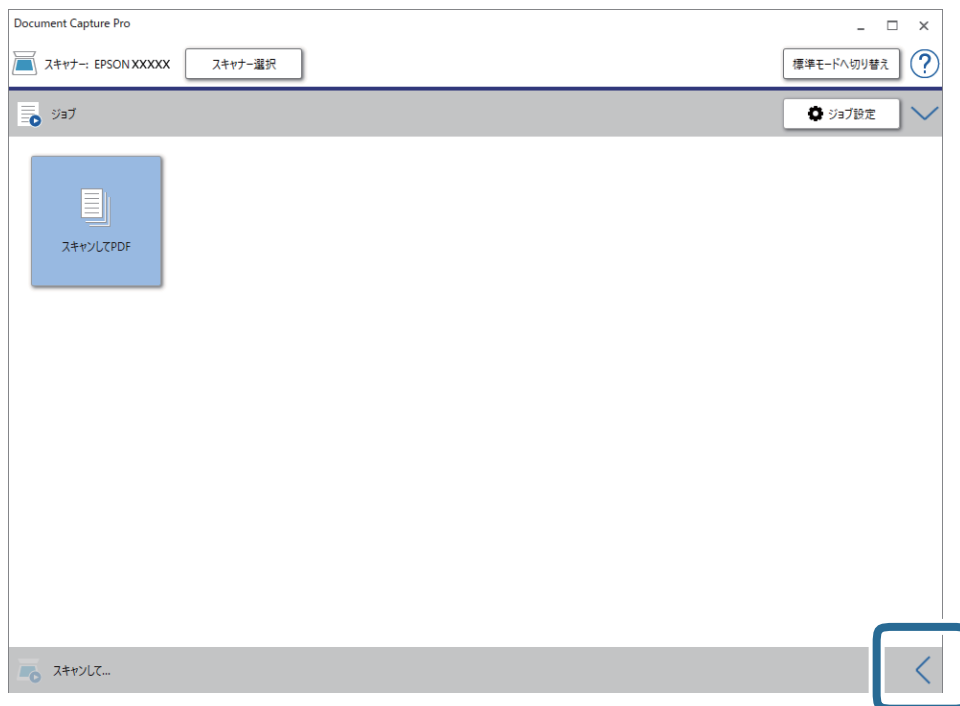 Document Capture Pro
スキャナー: EPSON XXXXX
スキャナー選択
標準モードへ切り替え
?
ジョブ
ジョブ設定
スキャンしてPDF
スキャンして...